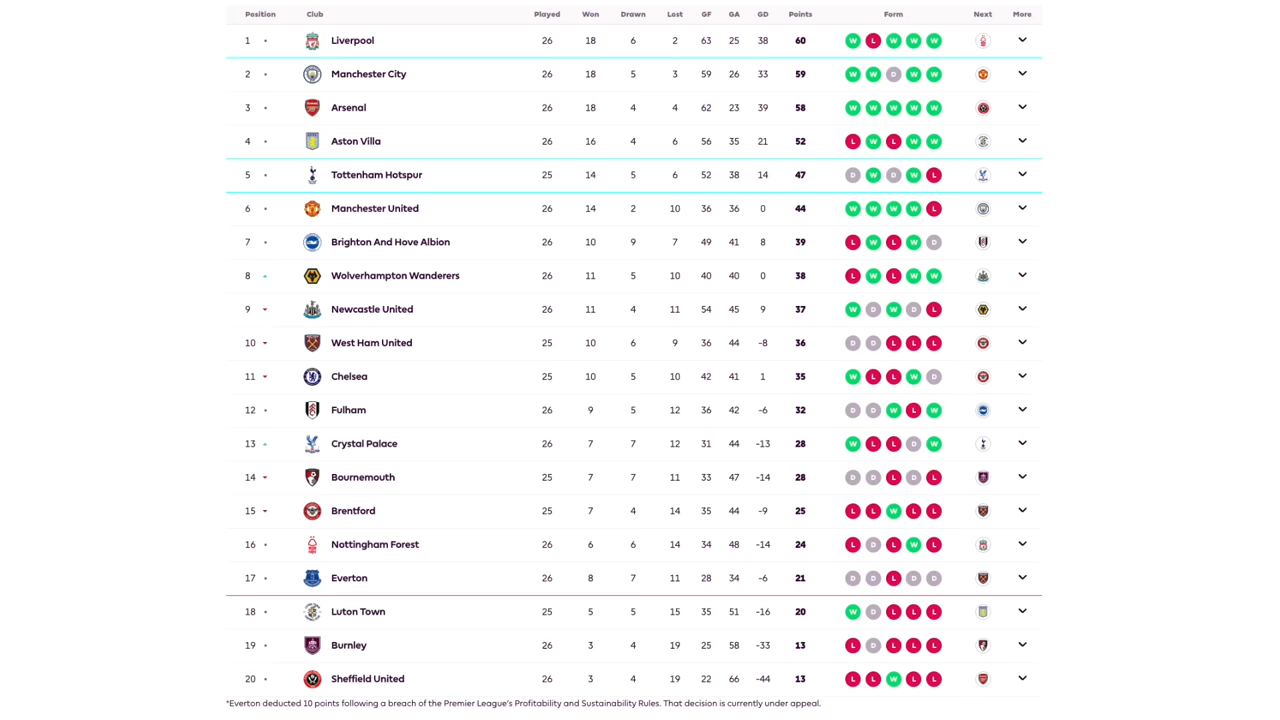 Position Club Played Won Drawn Lost GF GA GD Points Form Next More
1 Liverpool 26 18 6 2 63 25 38 60 W L W W W
2 Manchester City 26 18 5 3 59 26 33 59 W W D W W
3 Arsenal 26 18 4 4 62 23 39 58 W W W W W
4 Aston Villa 26 16 4 6 56 35 21 52 L W L W W
5 Tottenham Hotspur 25 14 5 6 52 38 14 47 D W D W L
6 Manchester United 26 14 2 10 36 36 0 44 W W W W L
7 Brighton And Hove Albion 26 10 9 7 49 41 8 39 L W L W D
8 Wolverhampton Wanderers 26 11 5 10 40 40 0 38 L W L W W
9 Newcastle United 26 11 4 11 54 45 9 37 W D W D L
10 West Ham United 25 10 6 9 36 44 -8 36 D D L L L
11 Chelsea 25 10 5 10 42 41 1 35 W L L W D
12 Fulham 26 9 5 12 36 42 -6 32 D D W L W
13 Crystal Palace 26 7 7 12 31 44 -13 28 W L L D W
14 Bournemouth 25 7 7 11 33 47 -14 28 D D L D L
15 Brentford 25 7 4 14 35 44 -9 25 L L W L L
16 Nottingham Forest 26 6 6 14 34 48 -14 24 L D L W L
17 Everton 26 8 7 11 28 34 -6 21 D D L D D
18 Luton Town 25 5 5 15 35 51 -16 20 W D L L L
19 Burnley 26 3 4 19 25 58 -33 13 L D L L L
20 Sheffield United 26 3 4 19 22 66 -44 13 L L W L L
*Everton deducted 10 points following a breach of the Premier League's Profitability and Sustainability Rules. That decision is currently under appeal.